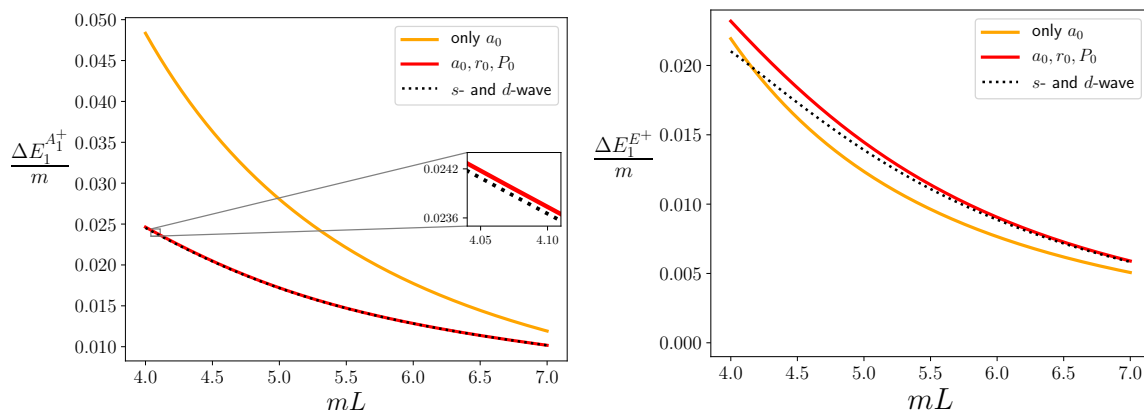 0.050
0.045
0.040
0.035
0.030
0.025
0.020
0.015
0.010
4.0 4.5 5.0 5.5 6.0 6.5 7.0
mL
ΔE_1^{A_1^+}/m
only a_0
a_0, r_0, P_0
s- and d-wave
0.0242
0.0236
4.05 4.10
0.020
0.015
0.010
0.005
0.000
4.0 4.5 5.0 5.5 6.0 6.5 7.0
mL
ΔE_1^{E^+}/m
only a_0
a_0, r_0, P_0
s- and d-wave